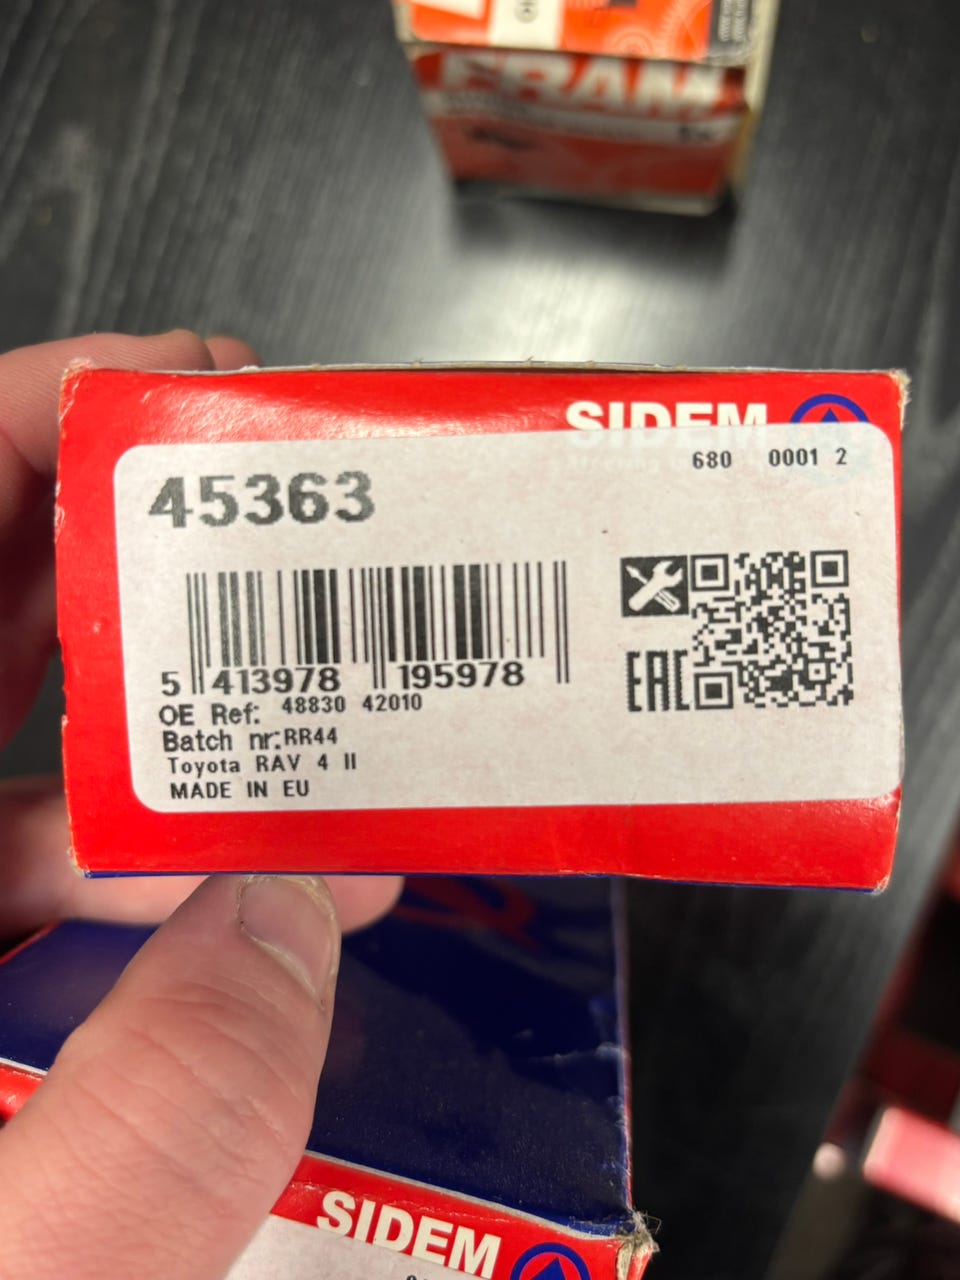 FRAM
SIDEM
680 0001 2
45363
5 413978 195978
EAC
OE Ref: 48830 42010
Batch nr:RR44
Toyota RAV 4 II
MADE IN EU
SIDEM